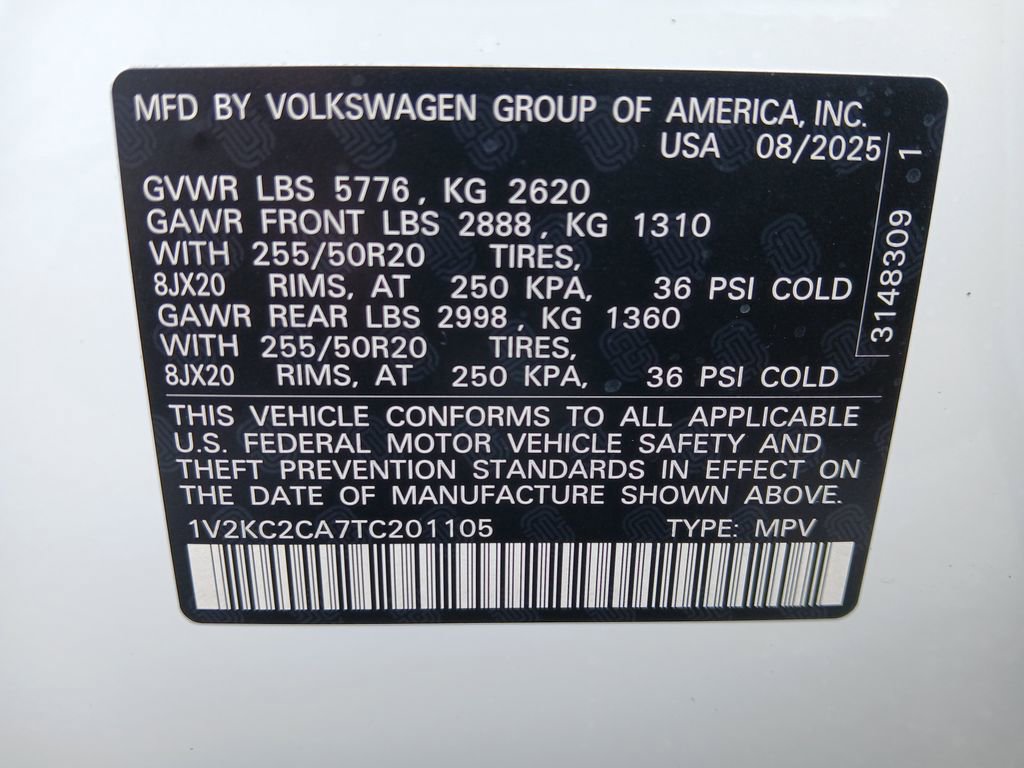 MFD BY VOLKSWAGEN GROUP OF AMERICA, INC.
USA 08/2025
GVWR LBS 5776, KG 2620
GAWR FRONT LBS 2888, KG 1310
WITH 255/50R20 TIRES,
8JX20 RIMS, AT 250 KPA, 36 PSI COLD
GAWR REAR LBS 2998, KG 1360
WITH 255/50R20 TIRES,
8JX20 RIMS, AT 250 KPA, 36 PSI COLD
3148309 1
THIS VEHICLE CONFORMS TO ALL APPLICABLE
U.S. FEDERAL MOTOR VEHICLE SAFETY AND
THEFT PREVENTION STANDARDS IN EFFECT ON
THE DATE OF MANUFACTURE SHOWN ABOVE.
1V2KC2CA7TC201105 TYPE: MPV